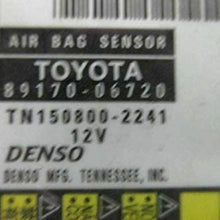 AIR BAG SENSOR
TOYOTA
89170-06720
TN150800-2241
12V
DENSO
DENSO MFG. TENNESSEE, INC.